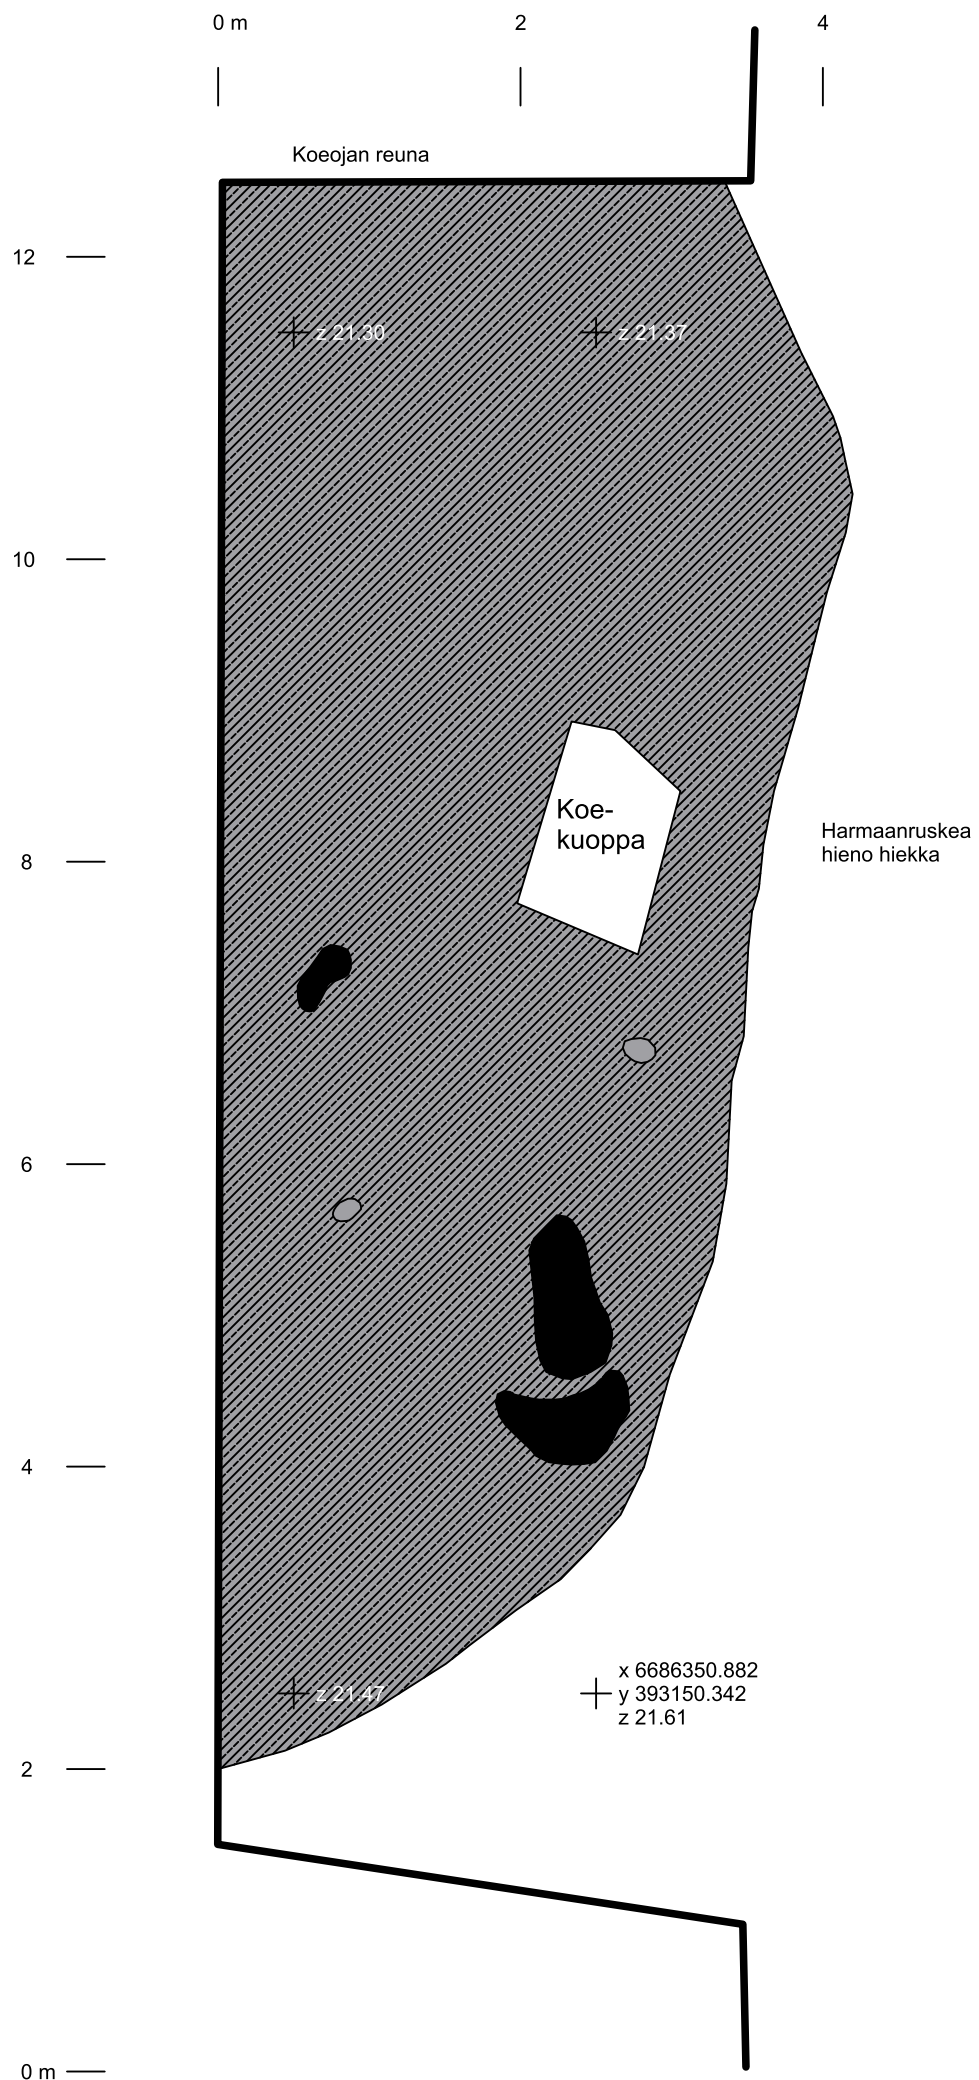 0 m
2
4
Koeojan reuna
12
z 21.30
z 21.37
10
Koe-
kuoppa
Harmaanruskea
hieno hiekka
8
6
4
x 6686350.882
y 393150.342
z 21.61
z 21.47
2
0 m